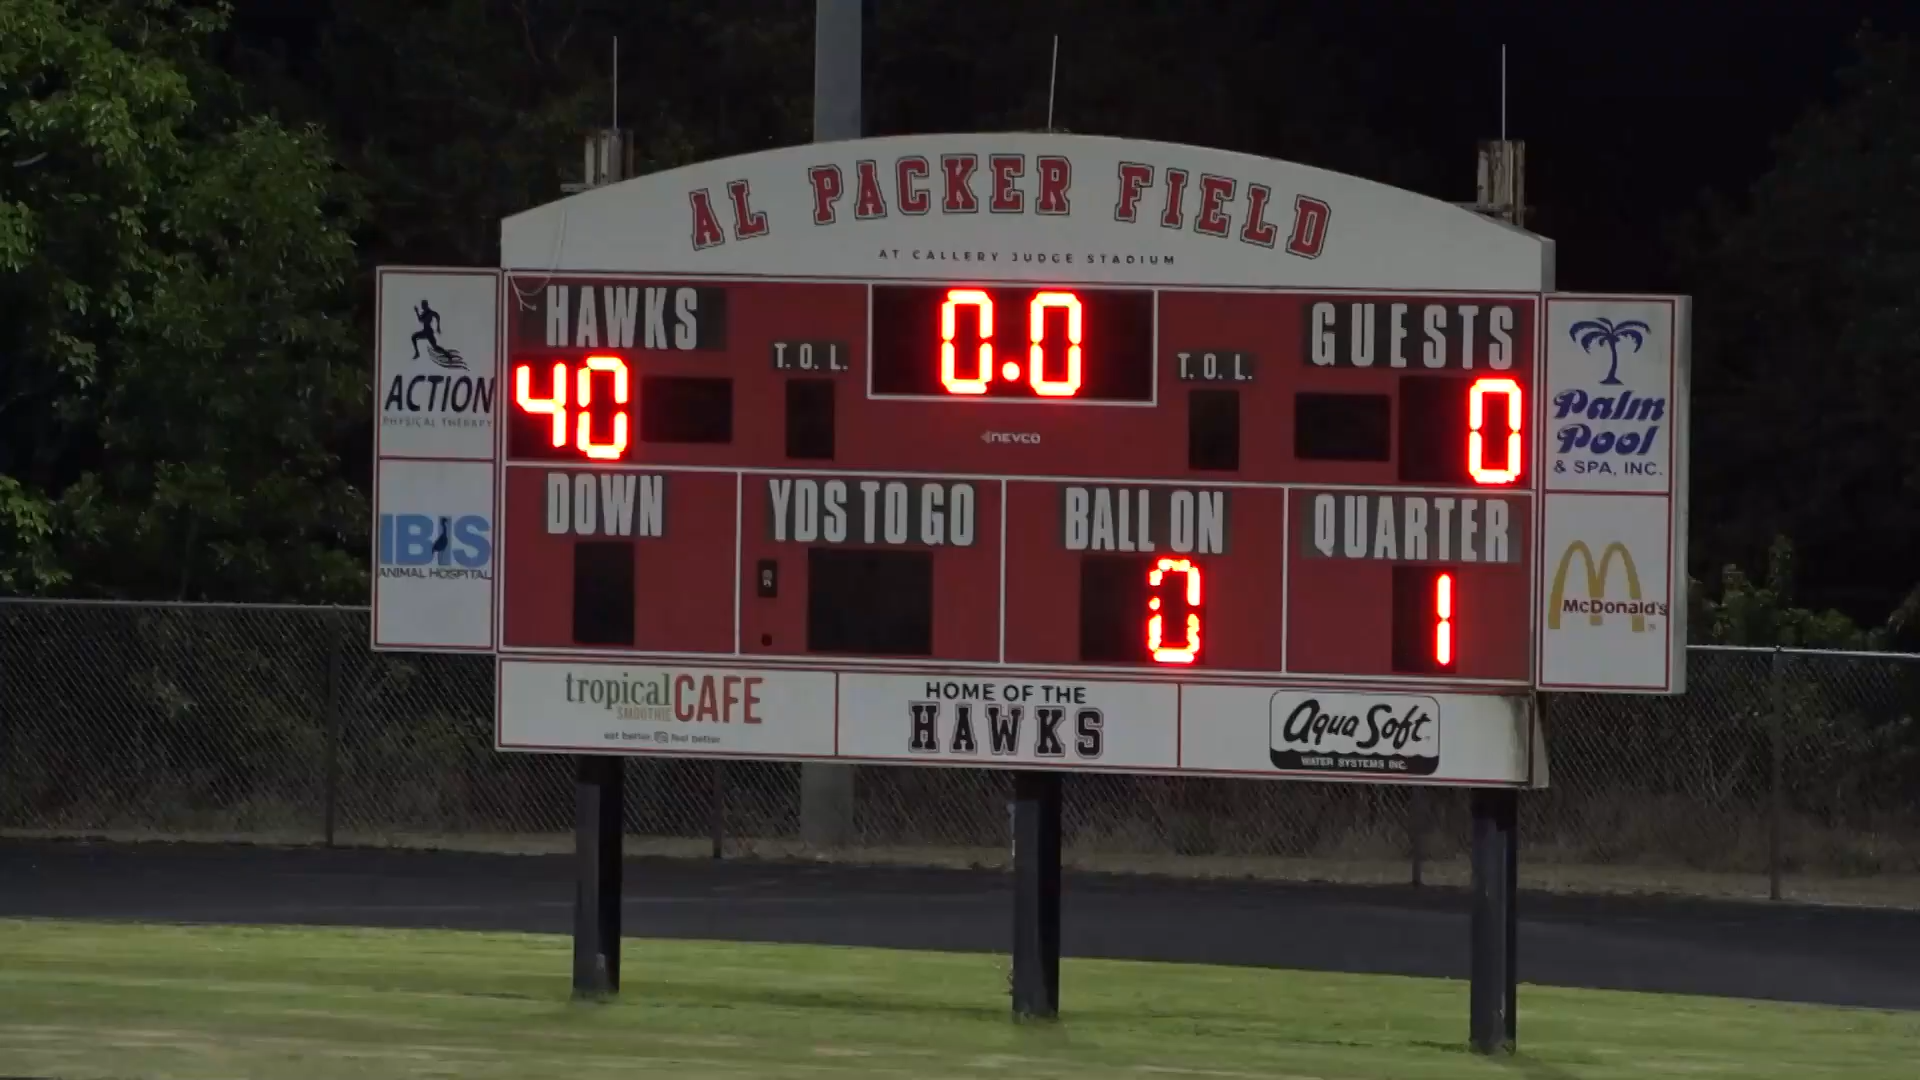 AL PACKER FIELD
AT CALLERY JUDGE STADIUM
HAWKS
T. O. L.
0.0
T. O. L.
GUESTS
40
0
NEVCO
DOWN
YDS TO GO
BALL ON
QUARTER
0
1
ACTION
PHYSICAL THERAPY
IBIS
ANIMAL HOSPITAL
Palm
Pool
& SPA, INC.
McDonald's
tropical CAFE
SMOOTHIE
eat better. feel better.
HOME OF THE
HAWKS
Aqua Soft
WATER SYSTEMS INC.